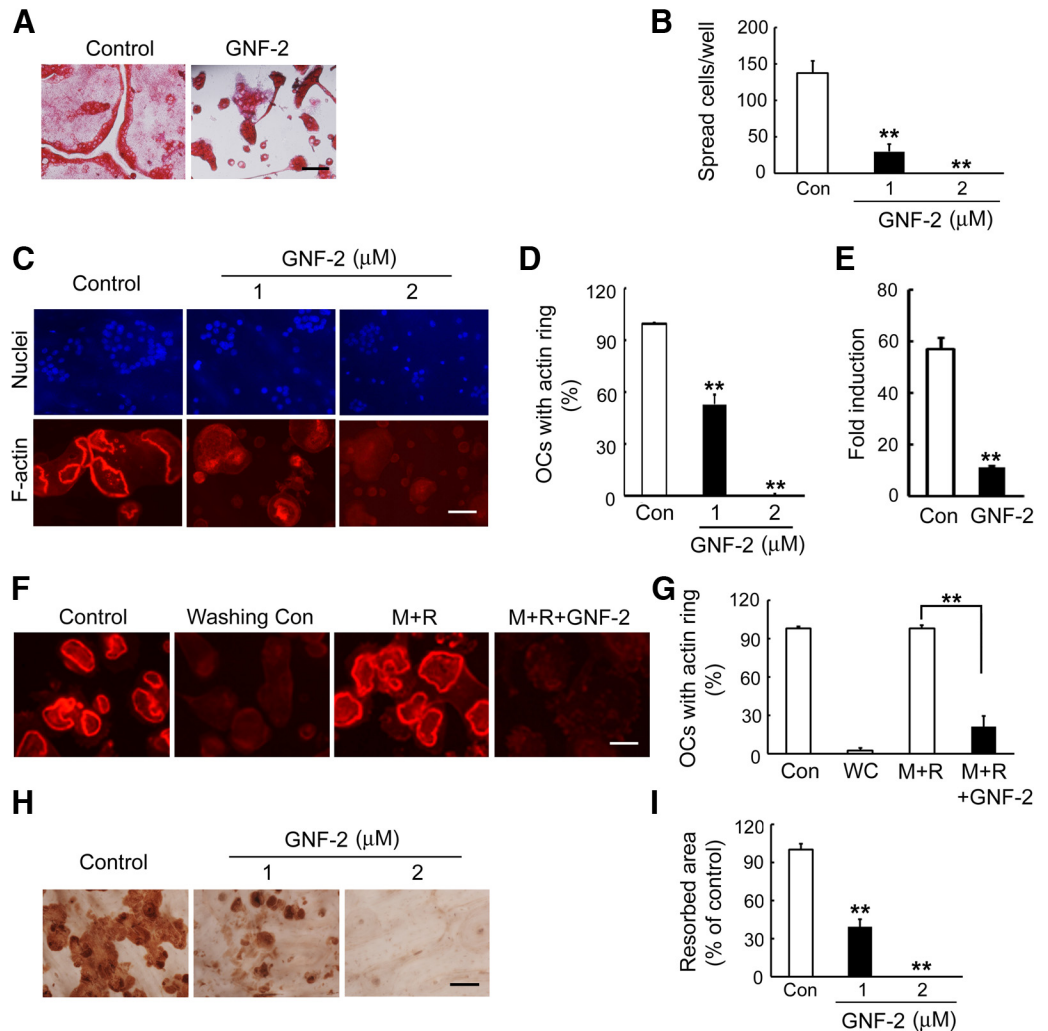 A
Control GNF-2
B
Spread cells/well
200
150
100
50
0
**
**
Con 1 2
GNF-2 (μM)
C
Control
GNF-2 (μM)
1 2
Nuclei
F-actin
D
OCs with actin ring
(%)
120
90
60
30
0
**
**
Con 1 2
GNF-2 (μM)
E
Fold induction
80
60
40
20
0
**
Con GNF-2
F
Control Washing Con M+R M+R+GNF-2
G
OCs with actin ring
(%)
120
90
60
30
0
**
Con WC M+R M+R
+GNF-2
H
Control
GNF-2 (μM)
1 2
I
Resorbed area
(% of control)
120
90
60
30
0
**
**
Con 1 2
GNF-2 (μM)